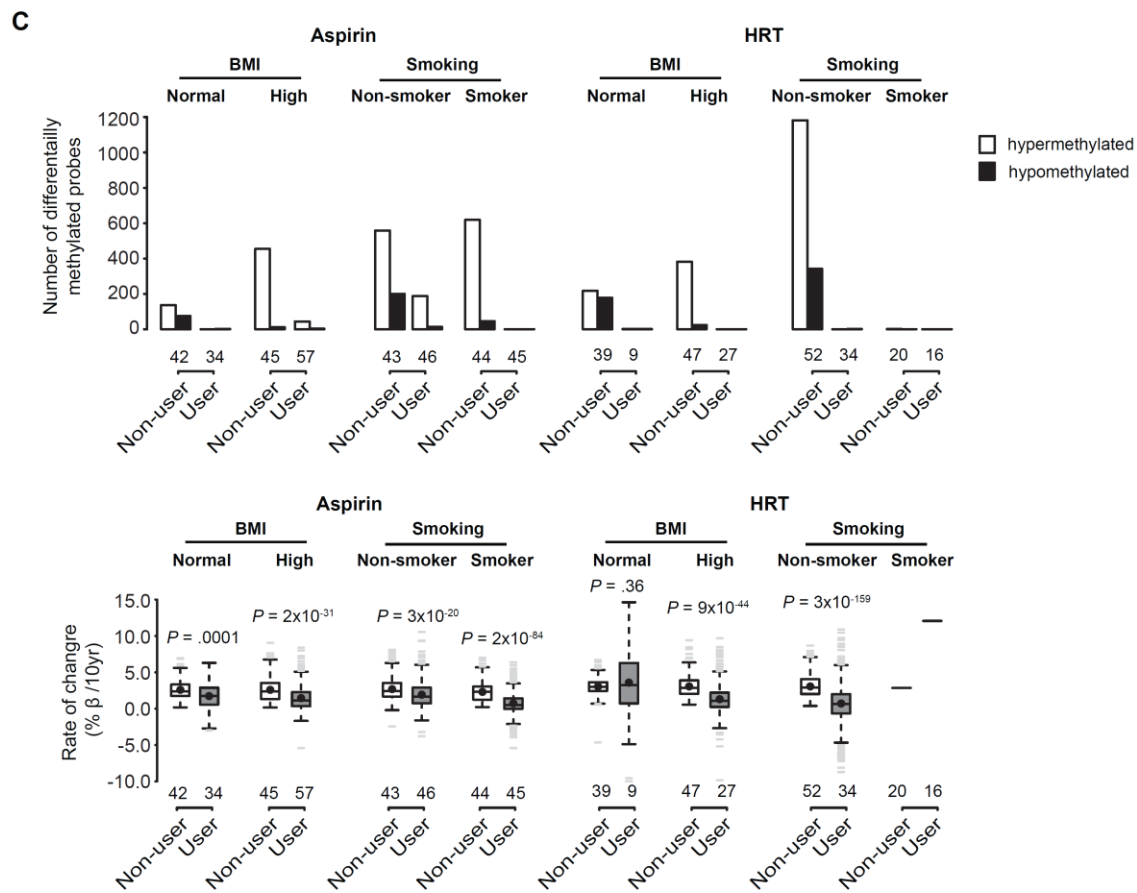 C
Aspirin HRT
BMI Smoking BMI Smoking
Normal High Non-smoker Smoker Normal High Non-smoker Smoker
Number of differentailly
methylated probes
1200
1000
800
600
400
200
0
hypermethylated
hypomethylated
42 34 45 57 43 46 44 45 39 9 47 27 52 34 20 16
Non-user User Non-user User Non-user User Non-user User Non-user User Non-user User Non-user User Non-user User
Aspirin HRT
BMI Smoking BMI Smoking
Normal High Non-smoker Smoker Normal High Non-smoker Smoker
Rate of changre
(% β /10yr)
15.0
10.0
5.0
0.0
-5.0
-10.0
P = .0001 P = 2x10⁻³¹ P = 3x10⁻²⁰ P = 2x10⁻⁸⁴ P = .36 P = 9x10⁻⁴⁴ P = 3x10⁻¹⁵⁹
42 34 45 57 43 46 44 45 39 9 47 27 52 34 20 16
Non-user User Non-user User Non-user User Non-user User Non-user User Non-user User Non-user User Non-user User